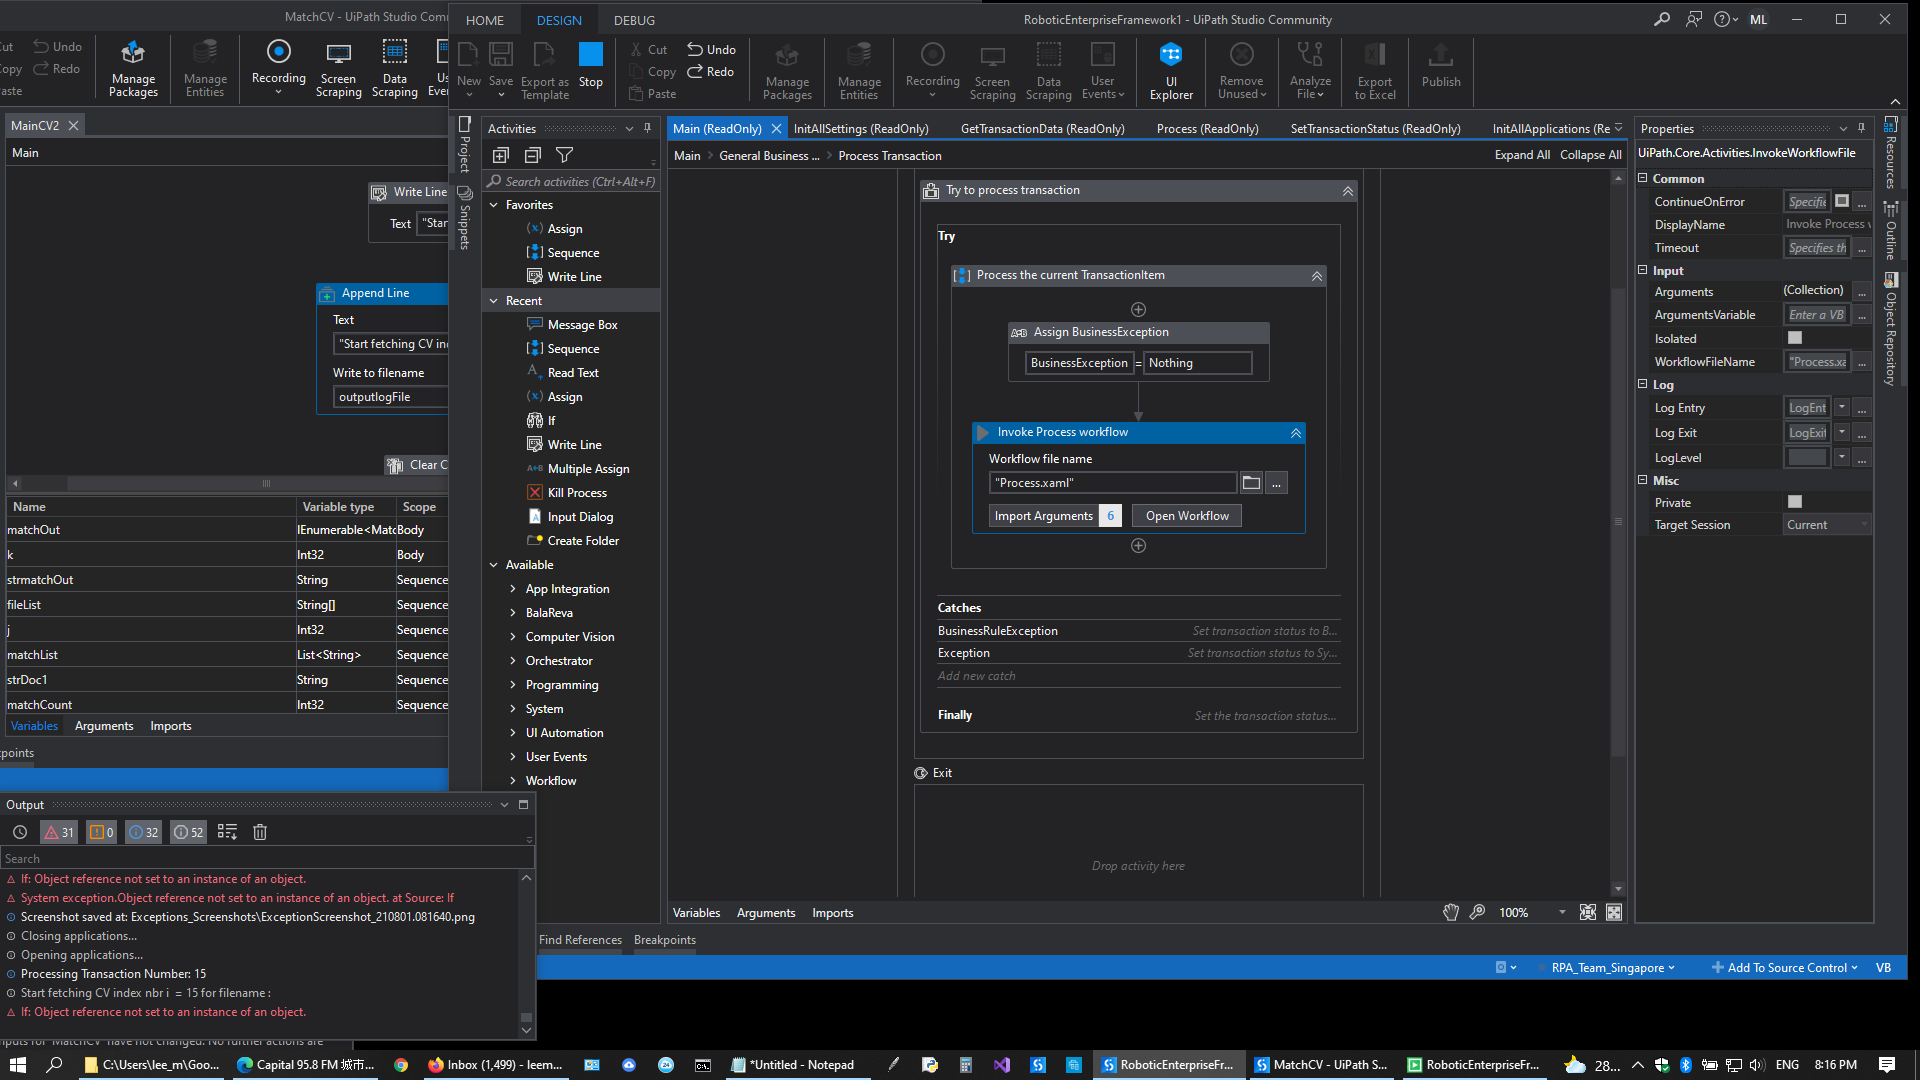 MatchCV - UiPath Studio Com
Cut
Copy
Paste
Undo
Redo
Manage Packages
Manage Entities
Recording
Screen Scraping
Data Scraping
MainCV2
Main
Write Line
Text "Star
Append Line
Text
"Start fetching CV ind
Write to filename
outputlogFile
Clear C
Name Variable type Scope
matchOut IEnumerable<Matc Body
k Int32 Body
strmatchOut String Sequence
fileList String[] Sequence
j Int32 Sequence
matchList List<String> Sequence
strDoc1 String Sequence
matchCount Int32 Sequence
Variables Arguments Imports
points
HOME DESIGN DEBUG
RoboticEnterpriseFramework1 - UiPath Studio Community
ML
New
Save
Export as Template
Stop
Cut
Copy
Paste
Undo
Redo
Manage Packages
Manage Entities
Recording
Screen Scraping
Data Scraping
User Events
UI Explorer
Remove Unused
Analyze File
Export to Excel
Publish
Project
Snippets
Activities
Search activities (Ctrl+Alt+F)
Favorites
Assign
Sequence
Write Line
Recent
Message Box
Sequence
Read Text
Assign
If
Write Line
Multiple Assign
Kill Process
Input Dialog
Create Folder
Available
App Integration
BalaReva
Computer Vision
Orchestrator
Programming
System
UI Automation
User Events
Workflow
Main (ReadOnly) InitAllSettings (ReadOnly) GetTransactionData (ReadOnly) Process (ReadOnly) SetTransactionStatus (ReadOnly) InitAllApplications (Re
Main > General Business ... > Process Transaction
Expand All Collapse All
Try to process transaction
Try
Process the current TransactionItem
A•B Assign BusinessException
BusinessException = Nothing
Invoke Process workflow
Workflow file name
"Process.xaml"
...
Import Arguments 6
Open Workflow
Catches
BusinessRuleException Set transaction status to B...
Exception Set transaction status to Sy...
Add new catch
Finally Set the transaction status...
Exit
Drop activity here
Variables Arguments Imports
100%
Find References Breakpoints
RPA_Team_Singapore
Add To Source Control
VB
Properties
UiPath.Core.Activities.InvokeWorkflowFile
Common
ContinueOnError Specifie ...
DisplayName Invoke Process v
Timeout Specifies th ...
Input
Arguments (Collection) ...
ArgumentsVariable Enter a VB ...
Isolated
WorkflowFileName "Process.xa ...
Log
Log Entry LogEnt ...
Log Exit LogExit ...
LogLevel ...
Misc
Private
Target Session Current
Resources
Outline
Object Repository
Output
31
0
32
52
Search
If: Object reference not set to an instance of an object.
System exception.Object reference not set to an instance of an object. at Source: If
Screenshot saved at: Exceptions_Screenshots\ExceptionScreenshot_210801.081640.png
Closing applications...
Opening applications...
Processing Transaction Number: 15
Start fetching CV index nbr i = 15 for filename :
If: Object reference not set to an instance of an object.
C:\Users\lee_m\Goo...
Capital 95.8 FM 城市...
Inbox (1,499) - leem...
*Untitled - Notepad
RoboticEnterpriseFr...
MatchCV - UiPath S...
RoboticEnterpriseFr...
28...
ENG
8:16 PM